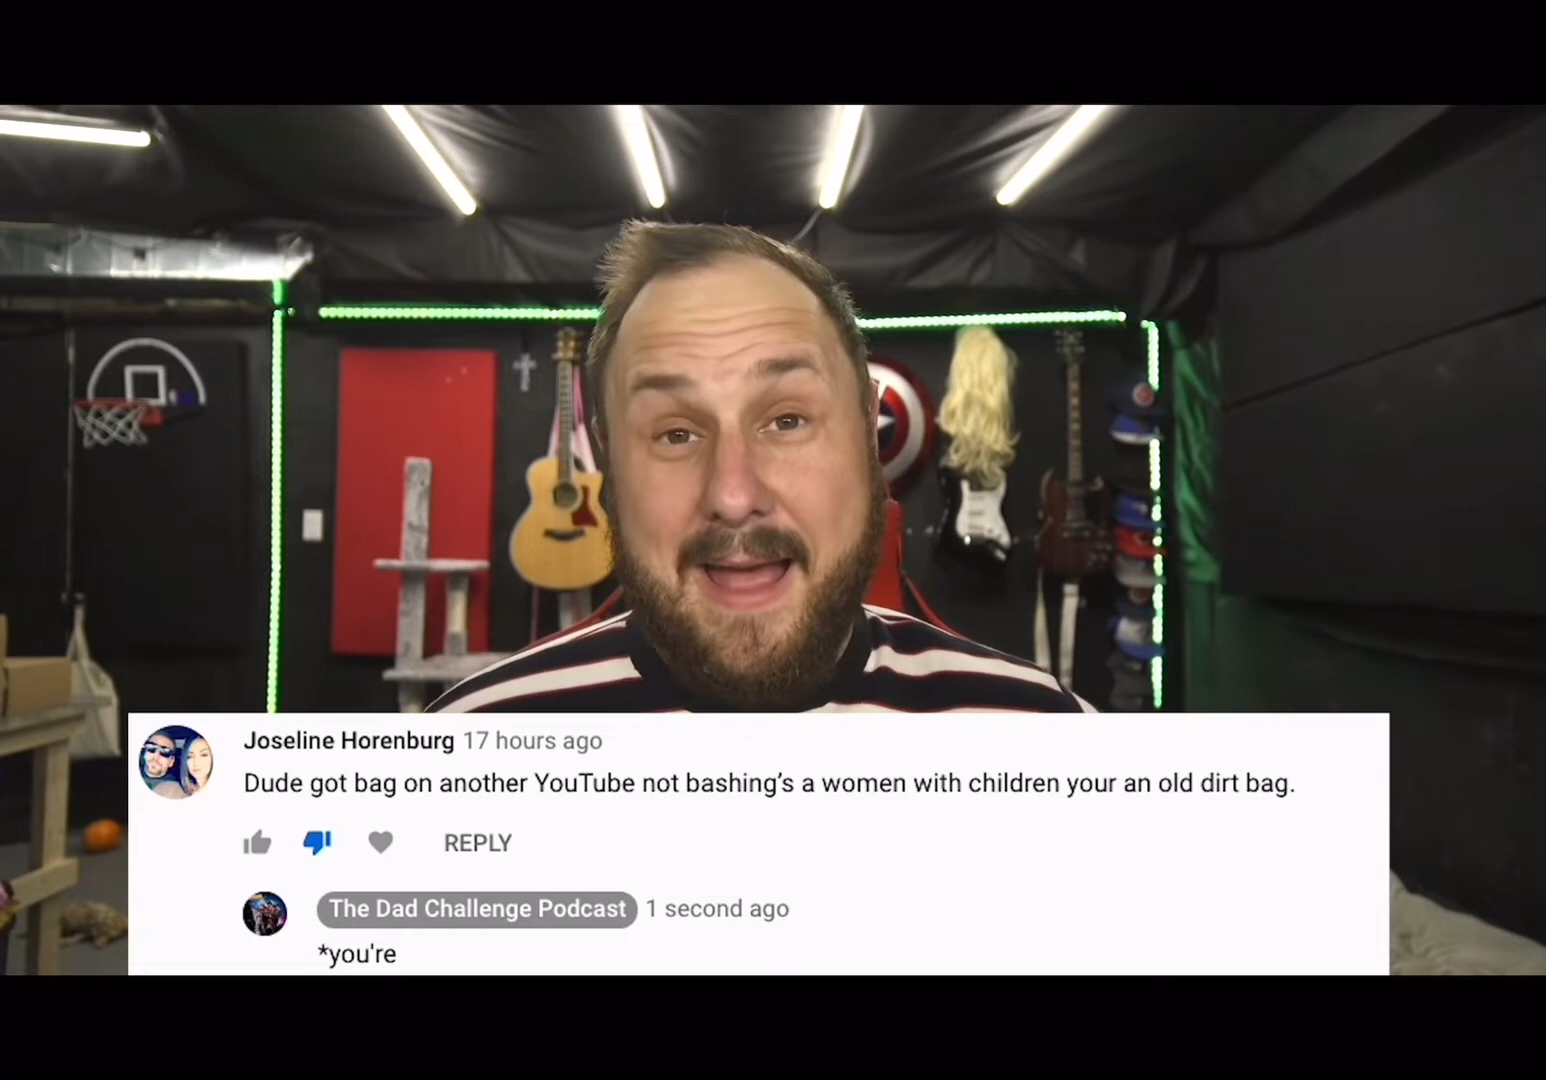 Joseline Horenburg 17 hours ago
Dude got bag on another YouTube not bashing's a women with children your an old dirt bag.
REPLY
The Dad Challenge Podcast 1 second ago
*you're